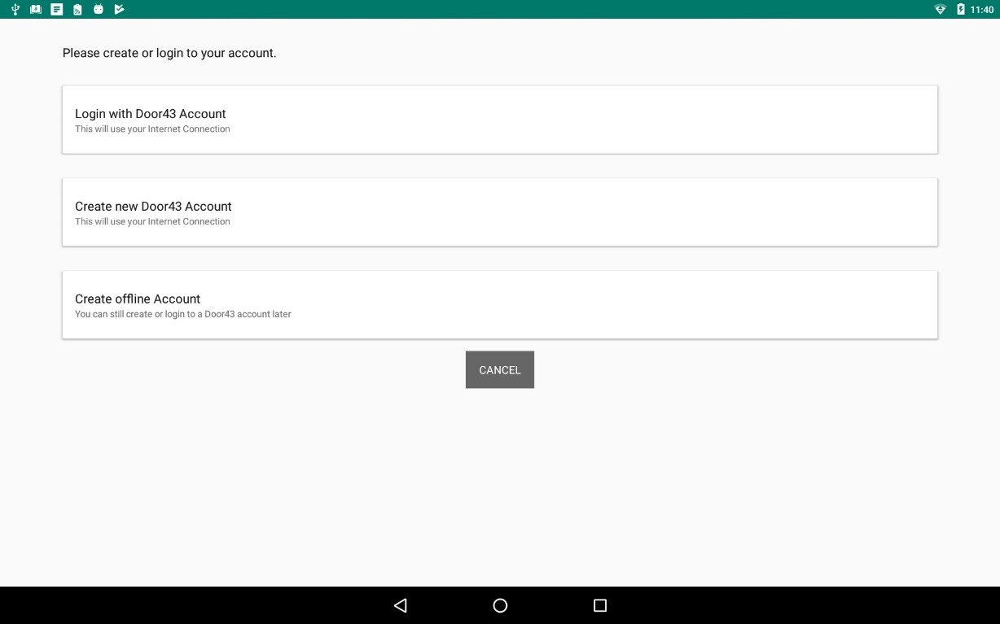 11:40
Please create or login to your account.
Login with Door43 Account
This will use your Internet Connection
Create new Door43 Account
This will use your Internet Connection
Create offline Account
You can still create or login to a Door43 account later
CANCEL